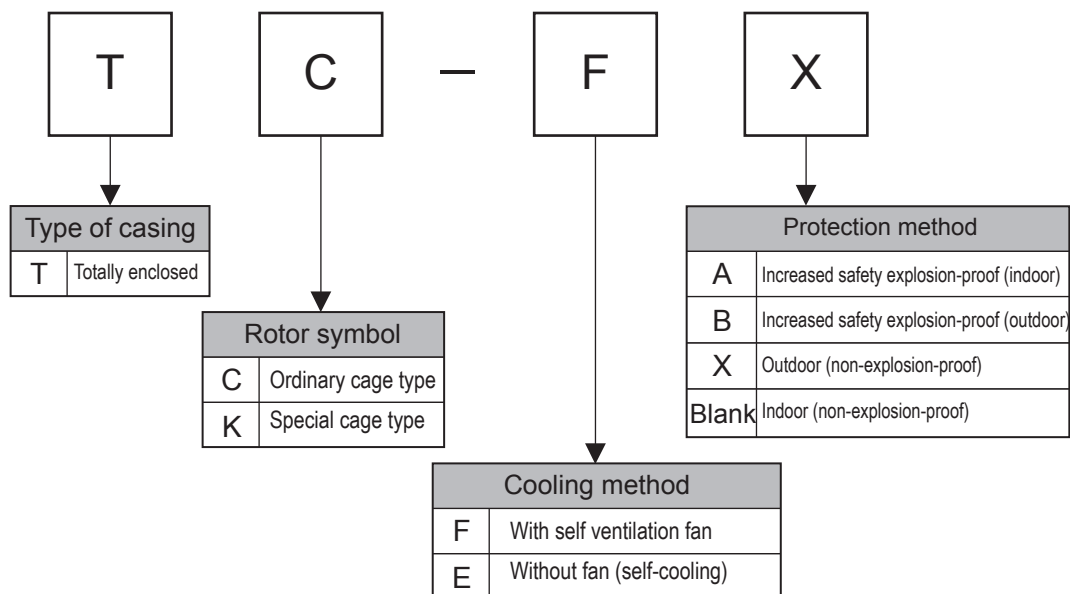 T C — F X
Type of casing
T Totally enclosed
Rotor symbol
C Ordinary cage type
K Special cage type
Cooling method
F With self ventilation fan
E Without fan (self-cooling)
Protection method
A Increased safety explosion-proof (indoor)
B Increased safety explosion-proof (outdoor)
X Outdoor (non-explosion-proof)
Blank Indoor (non-explosion-proof)